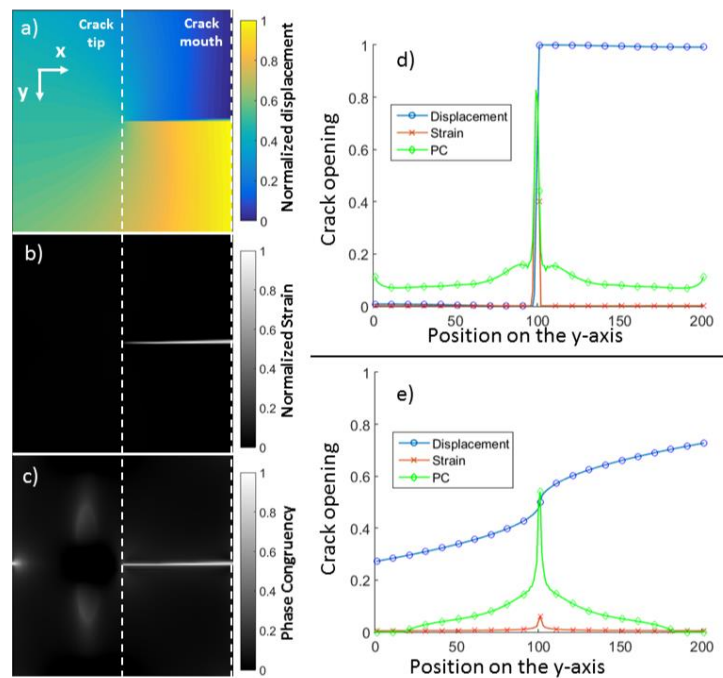 a)
Crack tip
Crack mouth
x
y
1
0.8
0.6
0.4
0.2
0
Normalized displacement
b)
1
0.8
0.6
0.4
0.2
0
Normalized Strain
c)
1
0.8
0.6
0.4
0.2
0
Phase Congruency
d)
1
0.8
0.6
0.4
0.2
0
Crack opening
Displacement
Strain
PC
0 50 100 150 200
Position on the y-axis
e)
1
0.8
0.6
0.4
0.2
0
Crack opening
Displacement
Strain
PC
0 50 100 150 200
Position on the y-axis